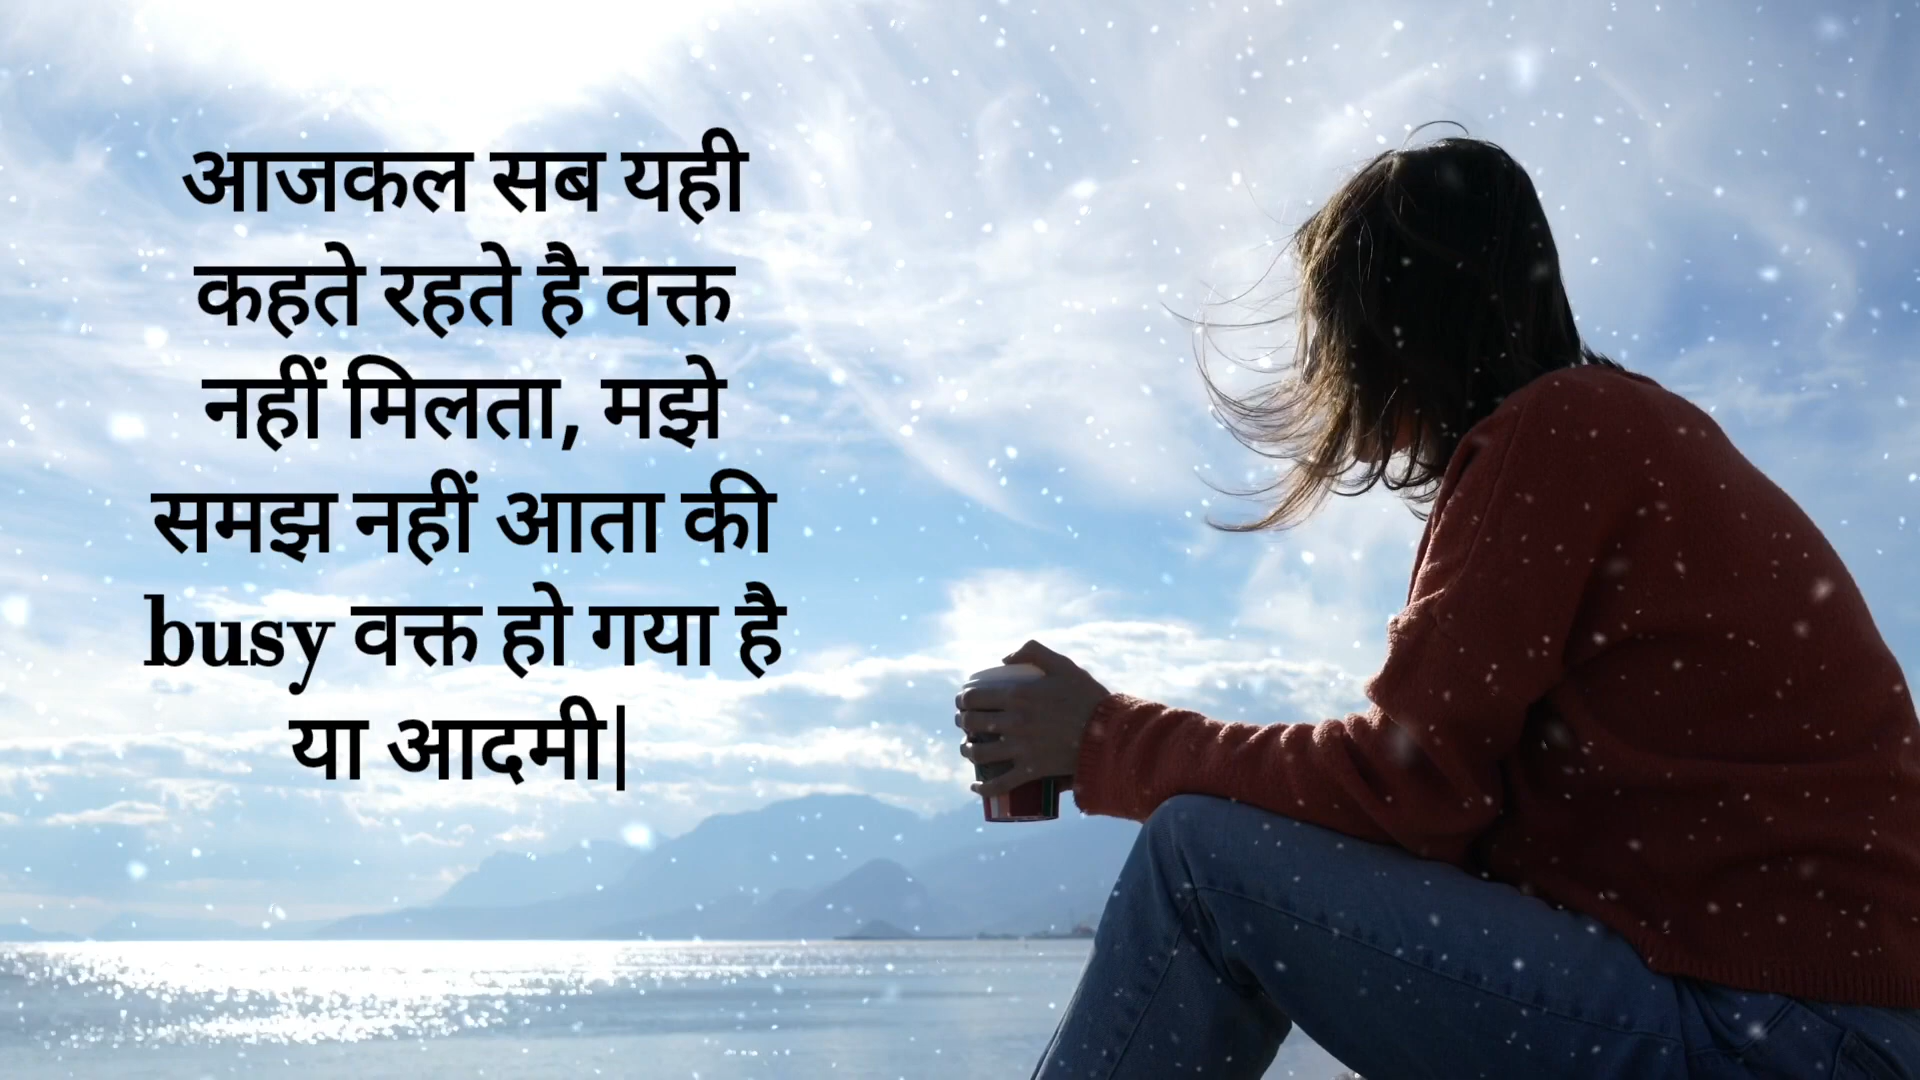 आजकल सब यही
कहते रहते है वक्त
नहीं मिलता, मझे
समझ नहीं आता की
busy वक्त हो गया है
या आदमी|